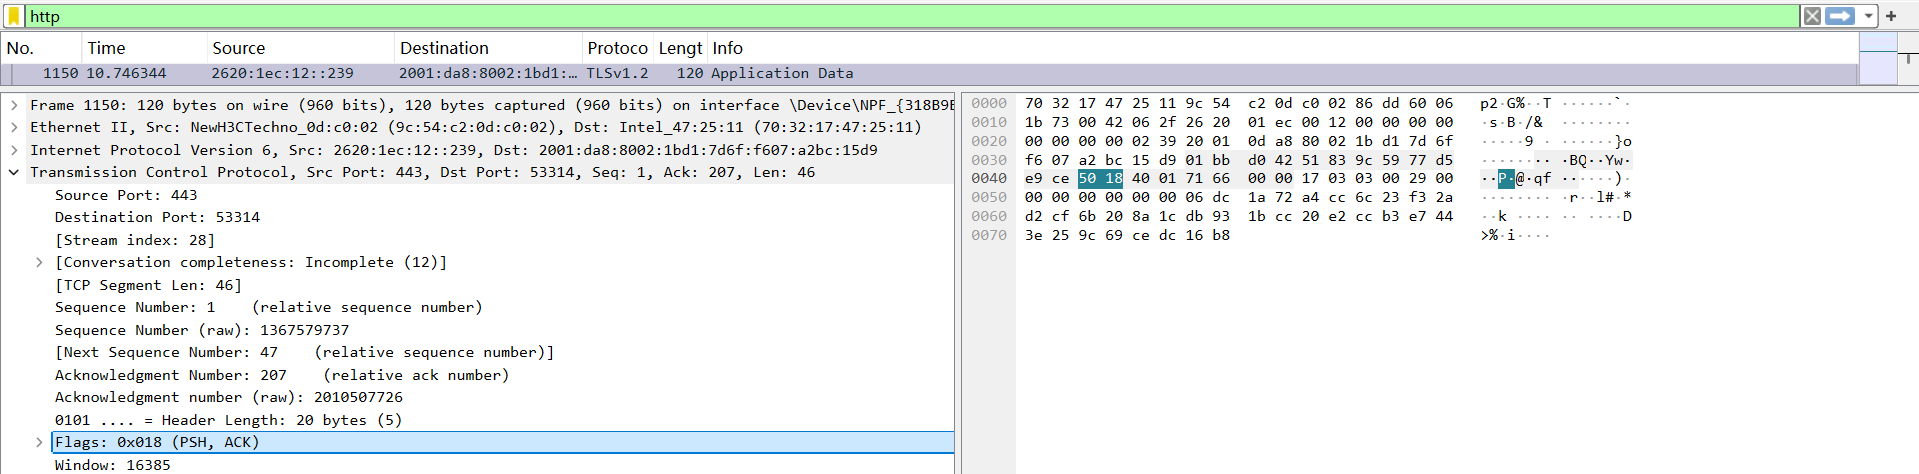 http
No. Time Source Destination Protoco Lengt Info
1150 10.746344 2620:1ec:12::239 2001:da8:8002:1bd1:… TLSv1.2 120 Application Data
Frame 1150: 120 bytes on wire (960 bits), 120 bytes captured (960 bits) on interface \Device\NPF_{318B9E
Ethernet II, Src: NewH3CTechno_0d:c0:02 (9c:54:c2:0d:c0:02), Dst: Intel_47:25:11 (70:32:17:47:25:11)
Internet Protocol Version 6, Src: 2620:1ec:12::239, Dst: 2001:da8:8002:1bd1:7d6f:f607:a2bc:15d9
Transmission Control Protocol, Src Port: 443, Dst Port: 53314, Seq: 1, Ack: 207, Len: 46
Source Port: 443
Destination Port: 53314
[Stream index: 28]
[Conversation completeness: Incomplete (12)]
[TCP Segment Len: 46]
Sequence Number: 1 (relative sequence number)
Sequence Number (raw): 1367579737
[Next Sequence Number: 47 (relative sequence number)]
Acknowledgment Number: 207 (relative ack number)
Acknowledgment number (raw): 2010507726
0101 .... = Header Length: 20 bytes (5)
Flags: 0x018 (PSH, ACK)
Window: 16385
0000 70 32 17 47 25 11 9c 54 c2 0d c0 02 86 dd 60 06 p2·G%··T ······`·
0010 1b 73 00 42 06 2f 26 20 01 ec 00 12 00 00 00 00 ·s·B·/& ········
0020 00 00 00 00 02 39 20 01 0d a8 80 02 1b d1 7d 6f ·····9 · ······}o
0030 f6 07 a2 bc 15 d9 01 bb d0 42 51 83 9c 59 77 d5 ········ ·BQ··Yw·
0040 e9 ce 50 18 40 01 71 66 00 00 17 03 03 00 29 00 ··P·@·qf ······)·
0050 00 00 00 00 00 00 06 dc 1a 72 a4 cc 6c 23 f3 2a ········ ·r··l#·*
0060 d2 cf 6b 20 8a 1c db 93 1b cc 20 e2 cc b3 e7 44 ··k ···· ·· ····D
0070 3e 25 9c 69 ce dc 16 b8 >%·i····